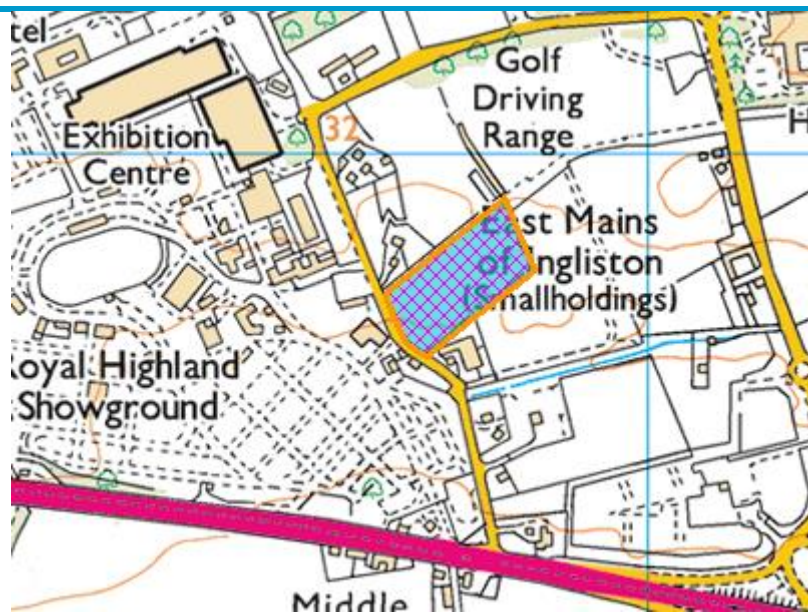 tel
Golf
Driving
Range
32
Exhibition
Centre
H
East Mains
of Ingliston
(Smallholdings)
Royal Highland
Showground
Middle